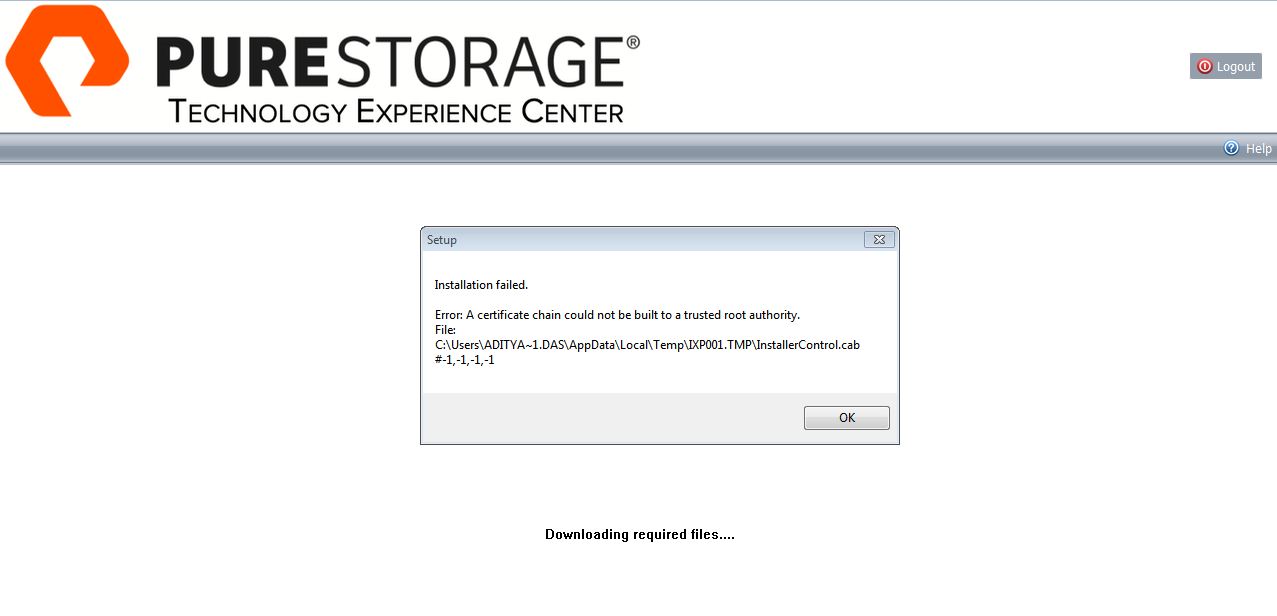 PURESTORAGE®
TECHNOLOGY EXPERIENCE CENTER
Logout
Help
Setup
Installation failed.
Error: A certificate chain could not be built to a trusted root authority.
File:
C:\Users\ADITYA~1.DAS\AppData\Local\Temp\IXP001.TMP\InstallerControl.cab
#-1,-1,-1,-1
OK
Downloading required files....